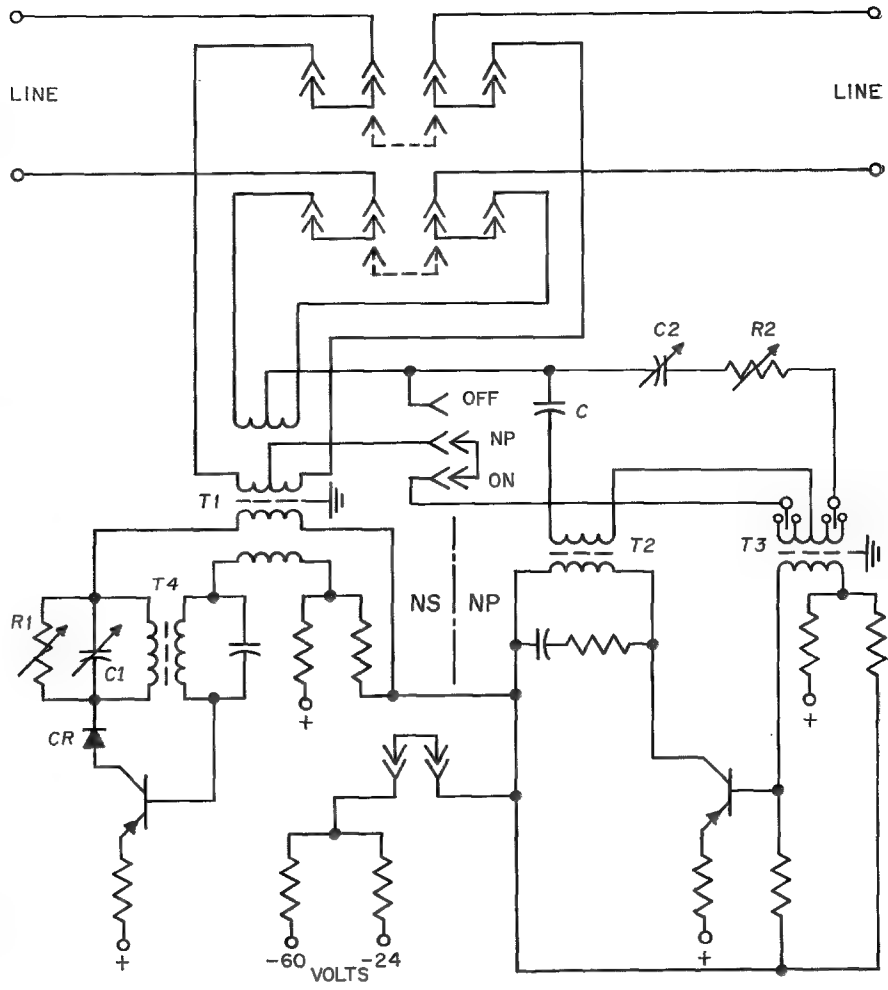 LINE
LINE
C2
R2
OFF
C
NP
ON
T1
T2
T3
T4
NS
NP
R1
C1
+
+
CR
-60
-24
VOLTS
+
+